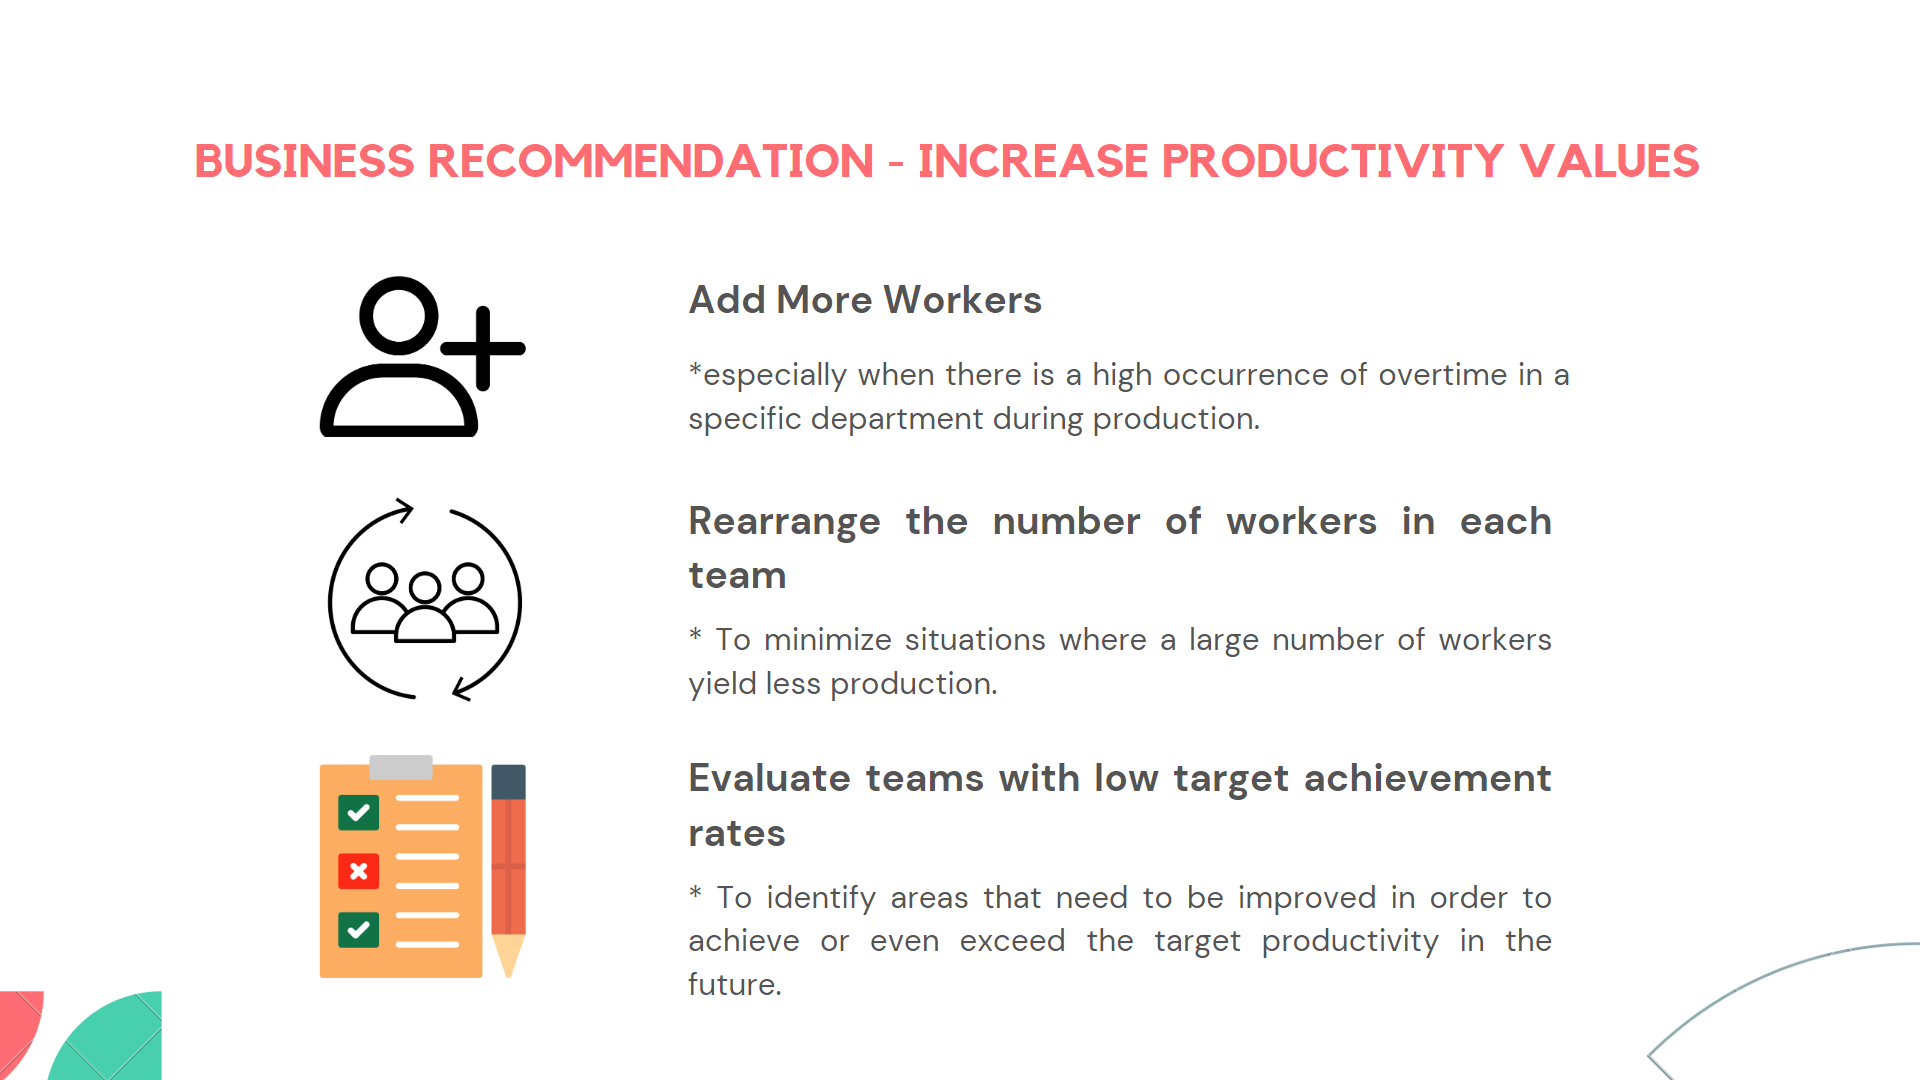 BUSINESS RECOMMENDATION - INCREASE PRODUCTIVITY VALUES
Add More Workers
*especially when there is a high occurrence of overtime in a
specific department during production.
Rearrange the number of workers in each
team
* To minimize situations where a large number of workers
yield less production.
Evaluate teams with low target achievement
rates
* To identify areas that need to be improved in order to
achieve or even exceed the target productivity in the
future.